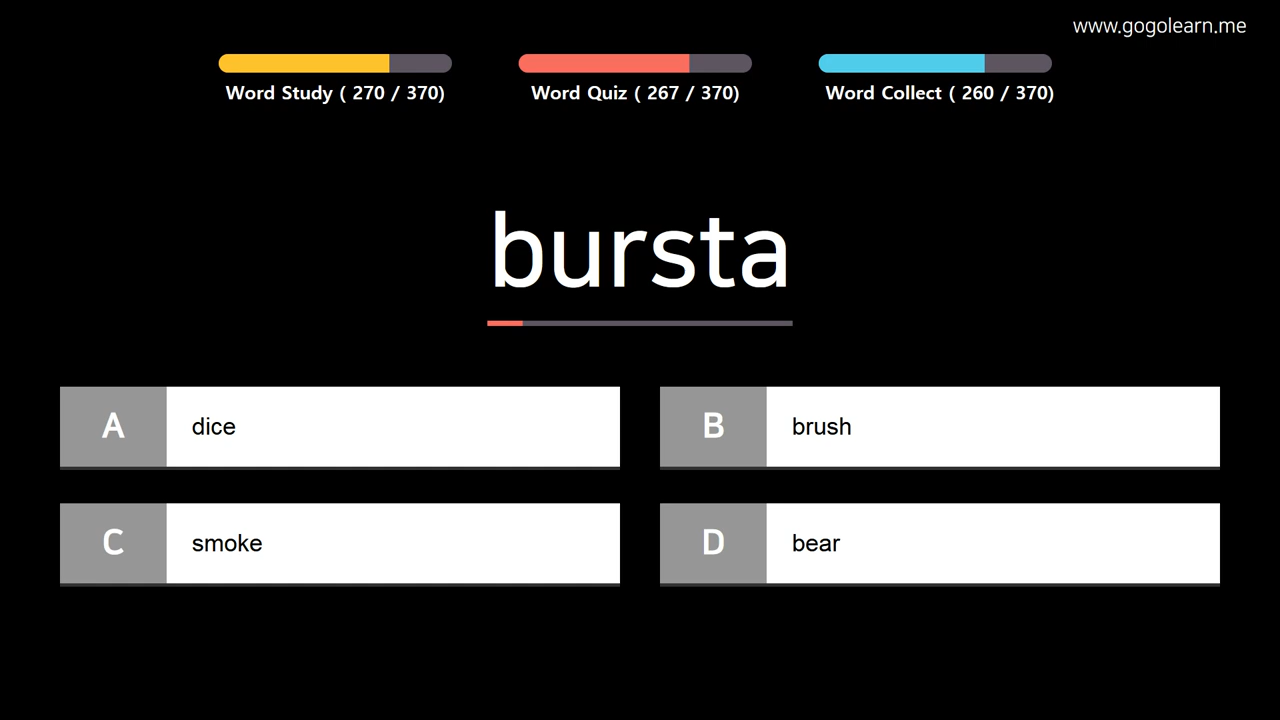 www.gogolearn.me
Word Study ( 270 / 370)
Word Quiz ( 267 / 370)
Word Collect ( 260 / 370)
bursta
A dice
B brush
C smoke
D bear